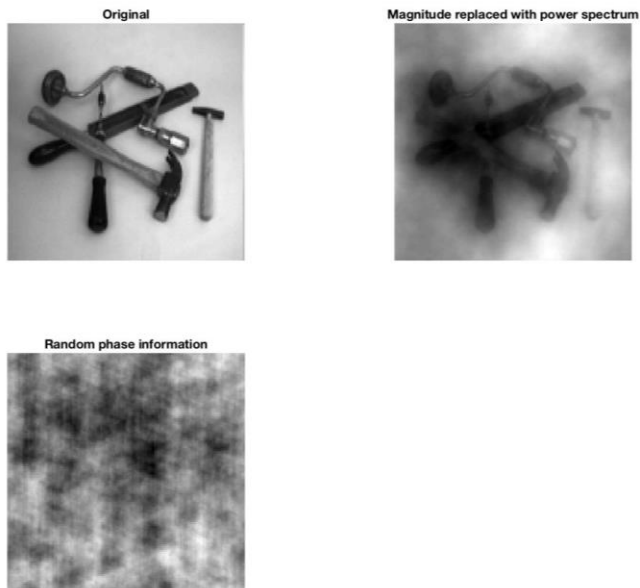 Original
Magnitude replaced with power spectrum
Random phase information